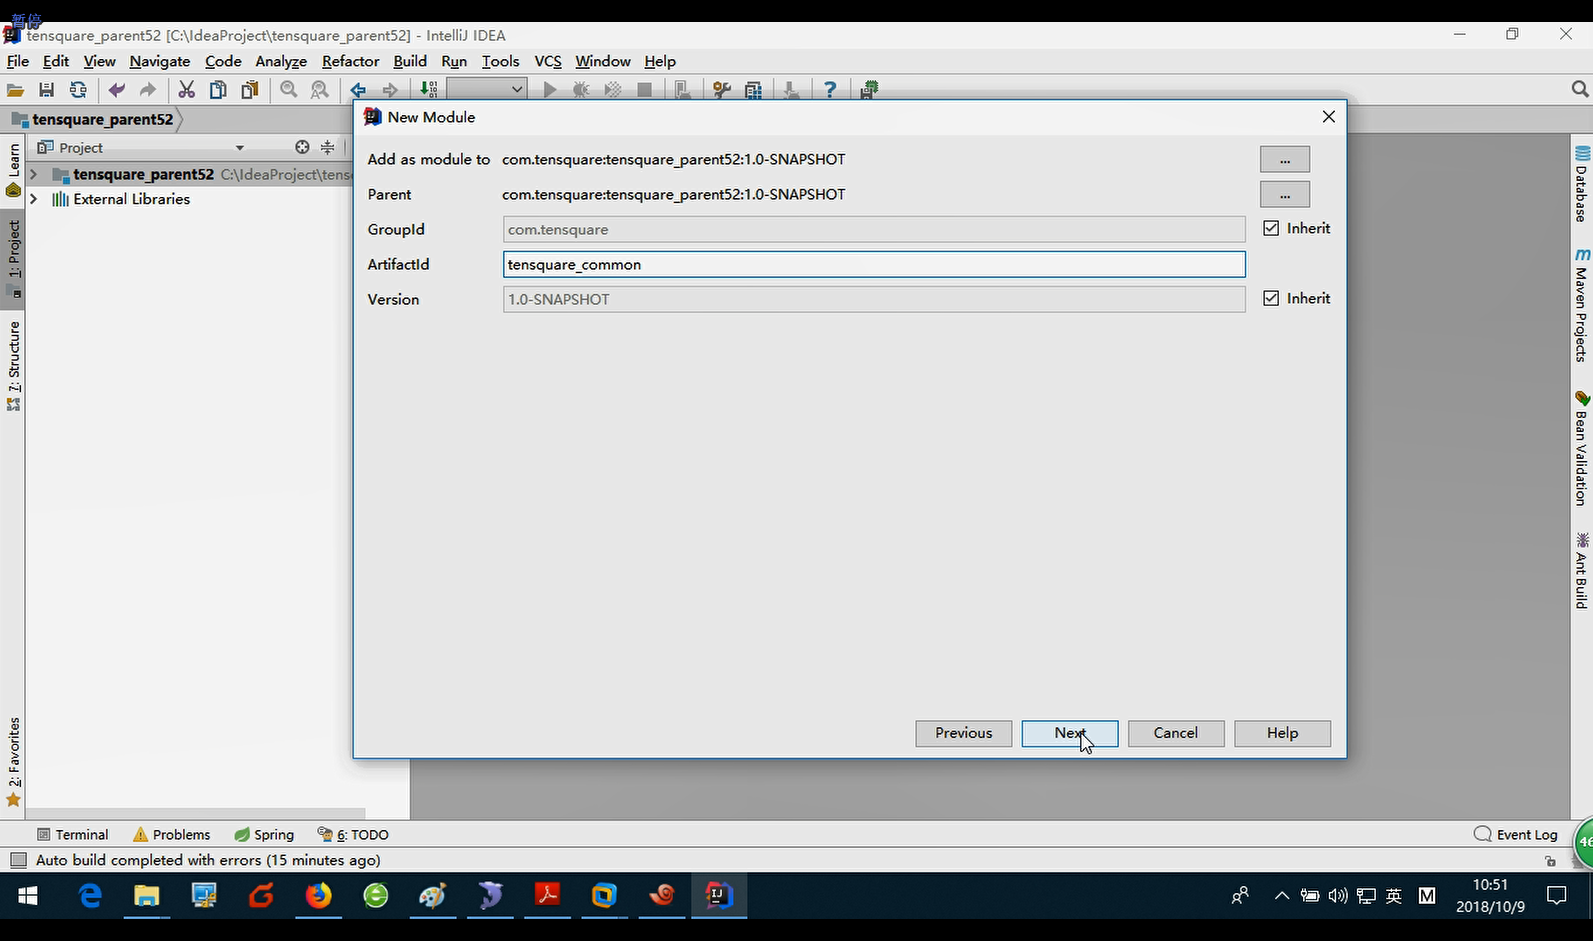 暂停
tensquare_parent52 [C:\IdeaProject\tensquare_parent52] - IntelliJ IDEA
File Edit View Navigate Code Analyze Refactor Build Run Tools VCS Window Help
tensquare_parent52
New Module
Learn
1: Project
7: Structure
2: Favorites
Project
tensquare_parent52 C:\IdeaProject\tens
External Libraries
Add as module to com.tensquare:tensquare_parent52:1.0-SNAPSHOT ...
Parent com.tensquare:tensquare_parent52:1.0-SNAPSHOT ...
GroupId com.tensquare Inherit
ArtifactId tensquare_common
Version 1.0-SNAPSHOT Inherit
Previous Next Cancel Help
Database
Maven Projects
Bean Validation
Ant Build
Terminal Problems Spring 6: TODO Event Log
46
Auto build completed with errors (15 minutes ago)
英 M 10:51
2018/10/9